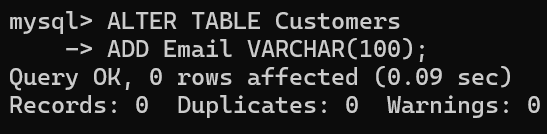 mysql> ALTER TABLE Customers
    -> ADD Email VARCHAR(100);
Query OK, 0 rows affected (0.09 sec)
Records: 0  Duplicates: 0  Warnings: 0